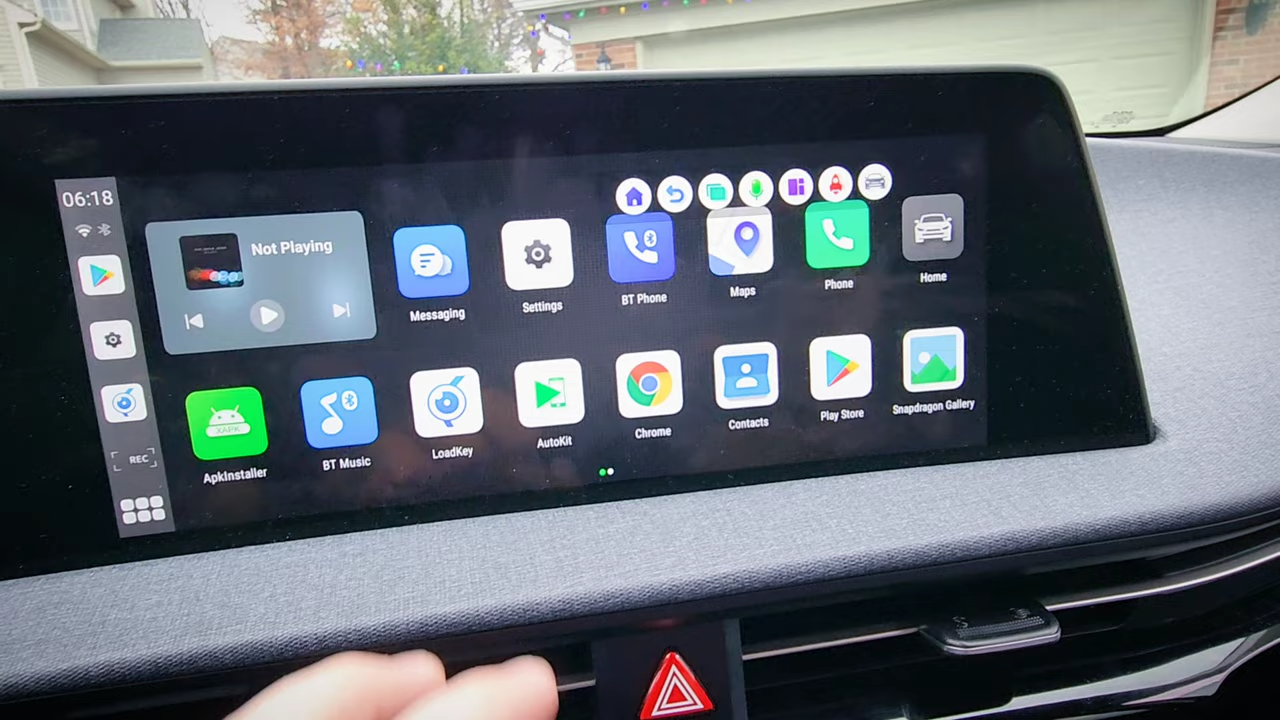 06:18
Not Playing
Messaging
Settings
BT Phone
Maps
Phone
Home
XAPK
ApkInstaller
BT Music
LoadKey
AutoKit
Chrome
Contacts
Play Store
Snapdragon Gallery
REC